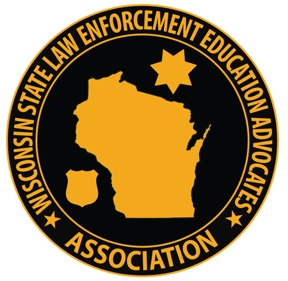 WISCONSIN STATE LAW ENFORCEMENT EDUCATION ADVOCATES
ASSOCIATION